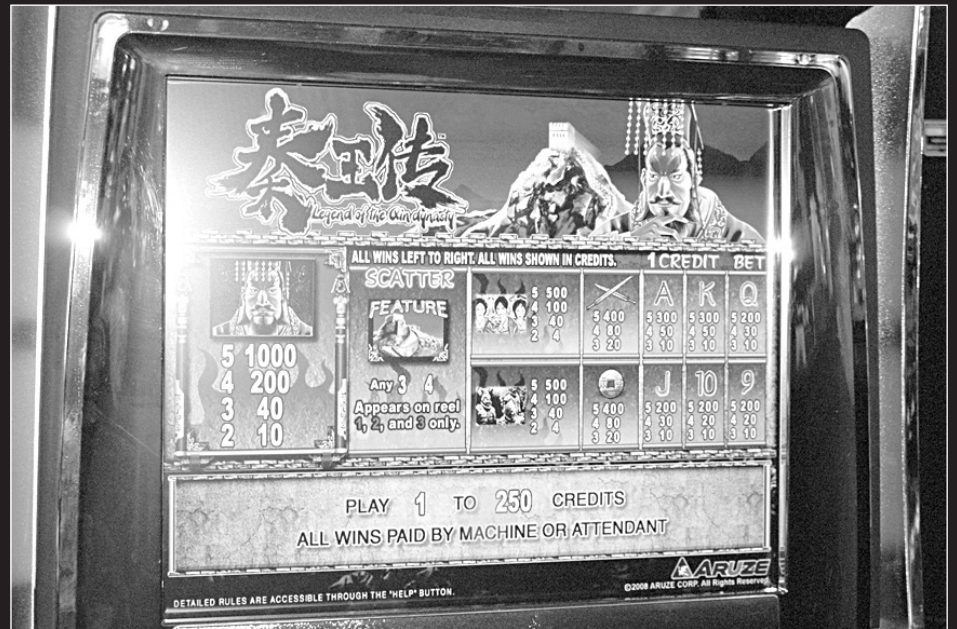 秦王传
Legend of the Qin dynasty
ALL WINS LEFT TO RIGHT. ALL WINS SHOWN IN CREDITS. 1 CREDIT BET
5 1000
4 200
3 40
2 10
SCATTER
FEATURE
Any 3 4
Appears on reel
1, 2, and 3 only.
5 500
4 100
3 40
2 4
5 400
4 80
3 20
A
5 300
4 50
3 10
K
5 300
4 50
3 10
Q
5 200
4 30
3 10
5 500
4 100
3 40
2 4
5 400
4 80
3 20
J
5 200
4 30
3 10
10
5 200
4 20
3 10
9
5 200
4 20
3 10
PLAY 1 TO 250 CREDITS
ALL WINS PAID BY MACHINE OR ATTENDANT
ARUZE
©2008 ARUZE CORP. All Rights Reserved
DETAILED RULES ARE ACCESSIBLE THROUGH THE "HELP" BUTTON.